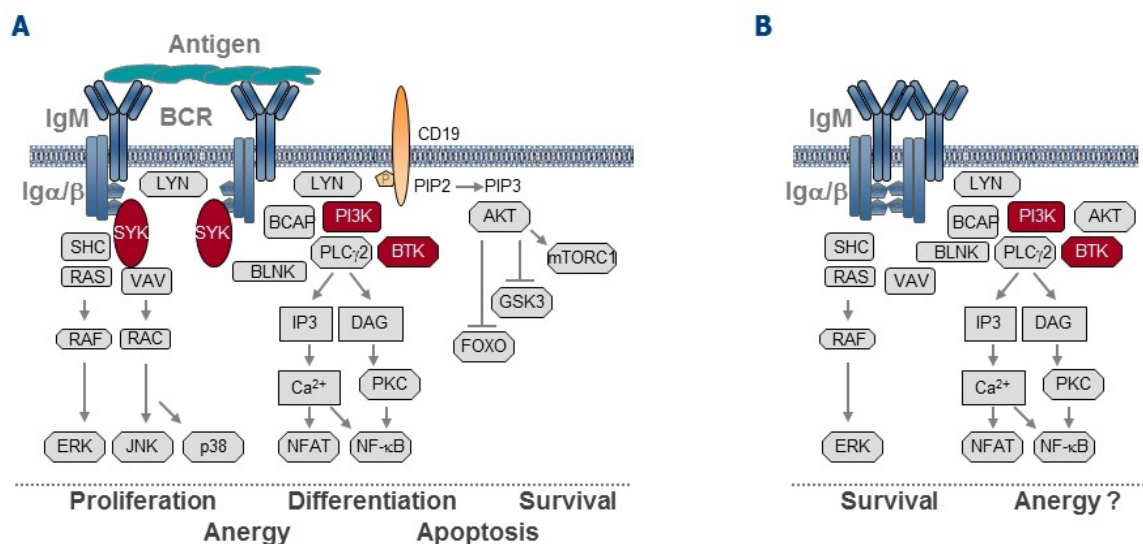 A
B
Antigen
IgM
BCR
CD19
Igα/β
LYN
LYN
P
PIP2
PIP3
SYK
SYK
BCAP
PI3K
AKT
SHC
PLCγ2
BTK
mTORC1
RAS
VAV
BLNK
GSK3
IP3
DAG
RAF
RAC
FOXO
Ca2+
PKC
ERK
JNK
p38
NFAT
NF-κB
Proliferation
Differentiation
Survival
Anergy
Apoptosis
IgM
Igα/β
LYN
BCAP
PI3K
AKT
SHC
BLNK
PLCγ2
BTK
RAS
VAV
IP3
DAG
RAF
Ca2+
PKC
ERK
NFAT
NF-κB
Survival
Anergy ?